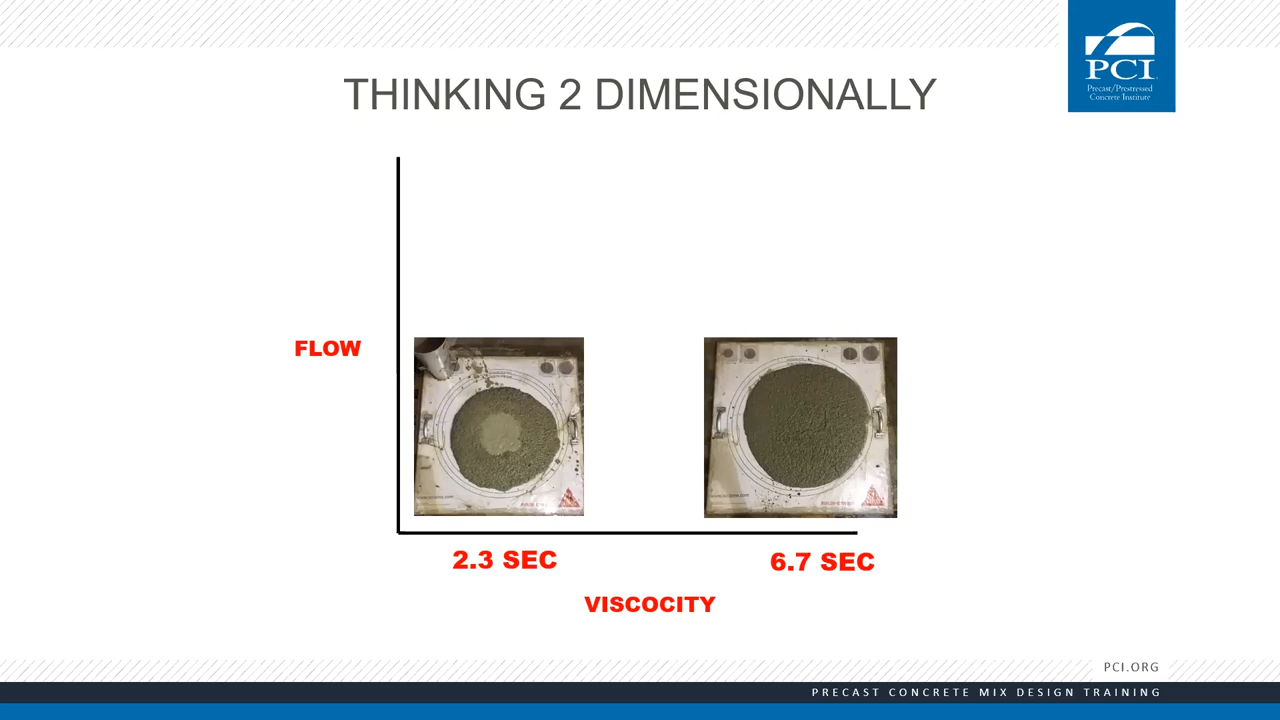 PCI
Precast/Prestressed
Concrete Institute
THINKING 2 DIMENSIONALLY
FLOW
2.3 SEC
6.7 SEC
VISCOCITY
PCI.ORG
PRECAST CONCRETE MIX DESIGN TRAINING